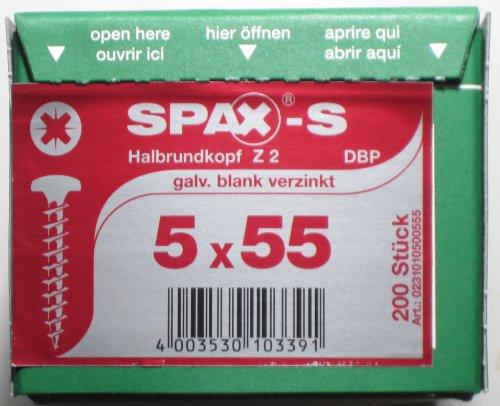 open here hier öffnen aprire qui
ouvrir ici abrir aquí
SPAX®-S
Halbrundkopf Z 2 DBP
galv. blank verzinkt
5 x 55
200 Stück
Art.: 0231010500555
4 003530 103391